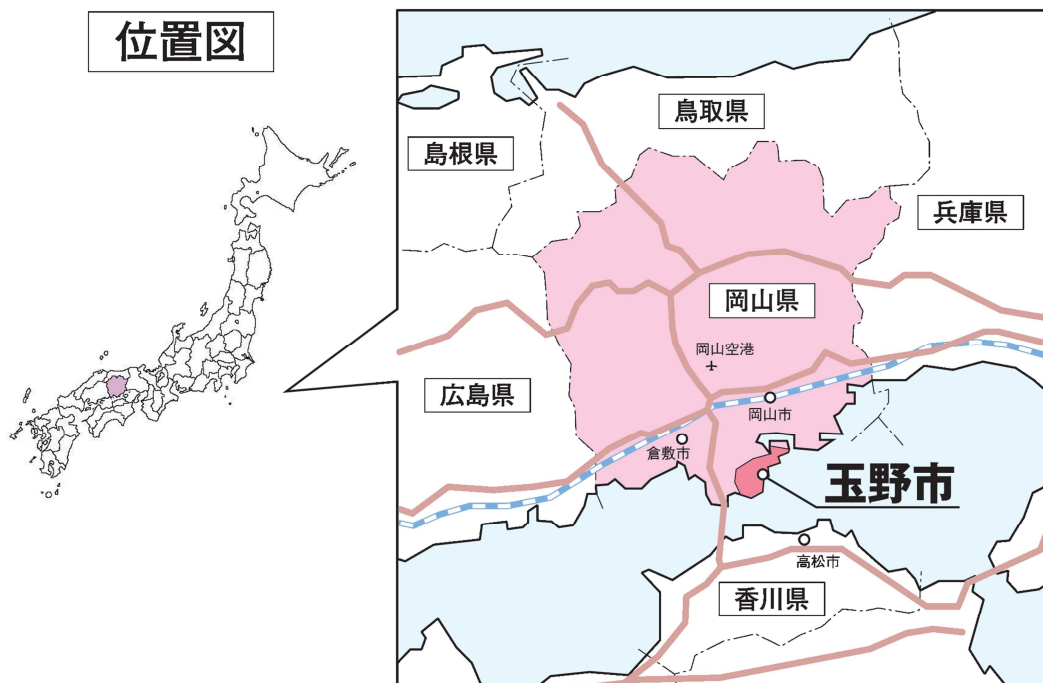 位置図
鳥取県
島根県
兵庫県
岡山県
岡山空港
広島県
岡山市
倉敷市
玉野市
高松市
香川県